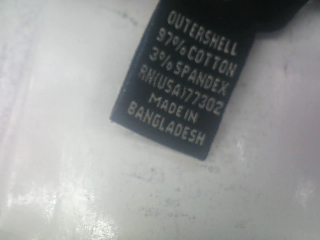 OUTERSHELL
97% COTTON
3% SPANDEX
RN(USA)77302
MADE IN
BANGLADESH